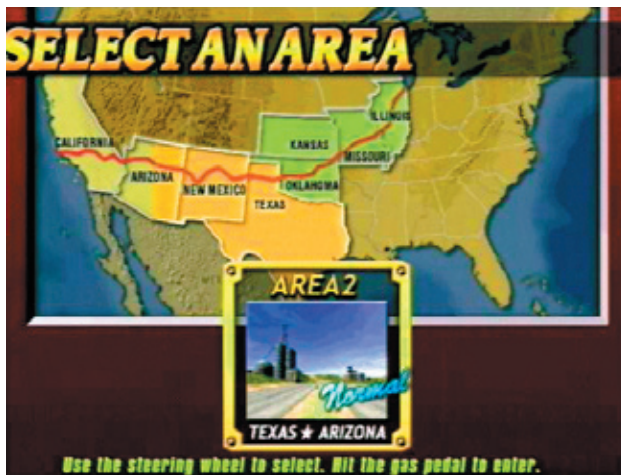 SELECT AN AREA
ILLINOIS
CALIFORNIA
KANSAS
MISSOURI
ARIZONA
NEW MEXICO
OKLAHOMA
TEXAS
AREA2
Normal
TEXAS ★ ARIZONA
Use the steering wheel to select. Hit the gas pedal to enter.